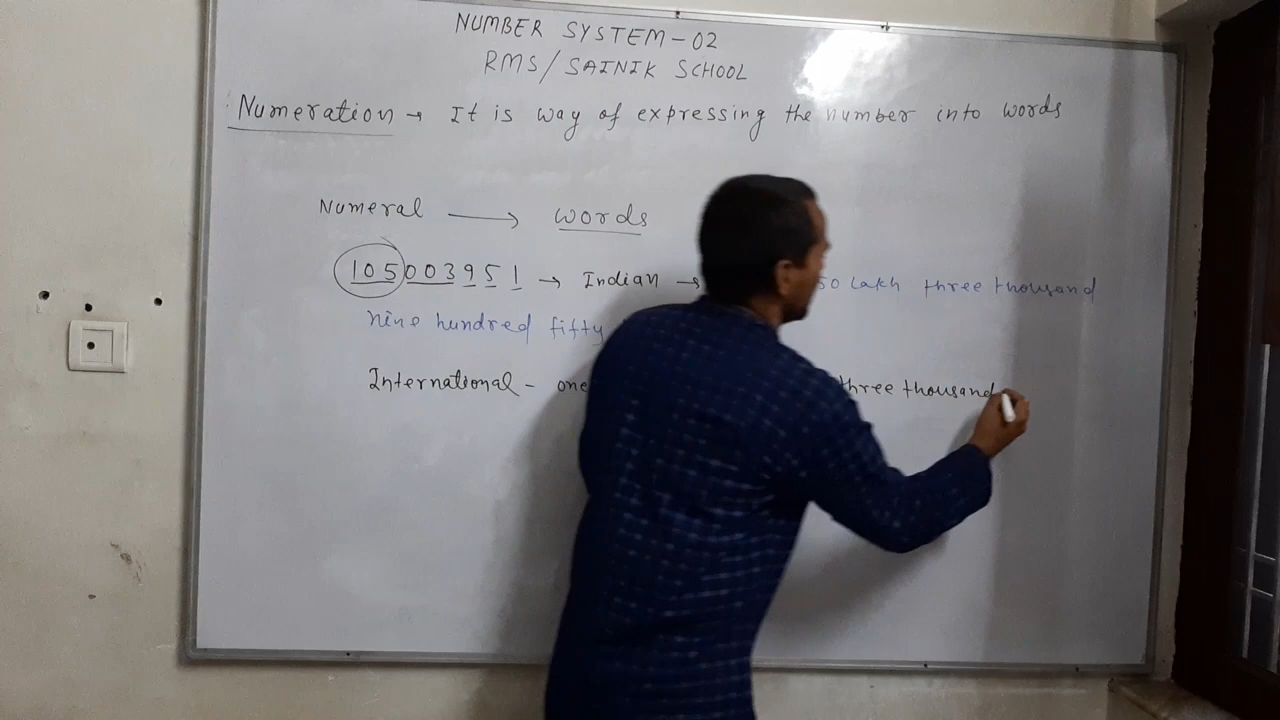 NUMBER SYSTEM-02
RMS/SAINIK SCHOOL
Numeration → It is way of expressing the number into words
Numeral → words
105003951 → Indian → 50 Lakh three thousand
Nine hundred fifty
International - one three thousand